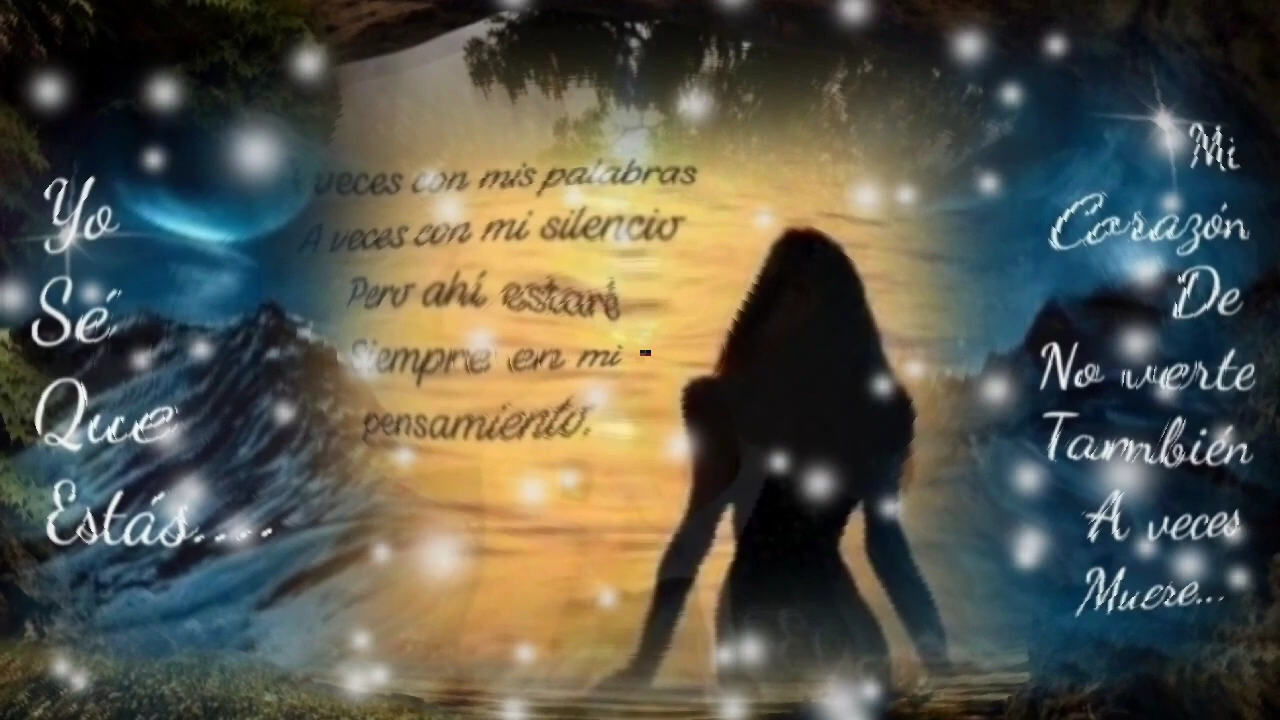 Yo
Sé
Que
Estás....
veces con mis palabras
A veces con mi silencio
Pero ahí estaré
Siempre en mi
pensamiento.
Mi
Corazón
De
No verte
También
A veces
Muere...